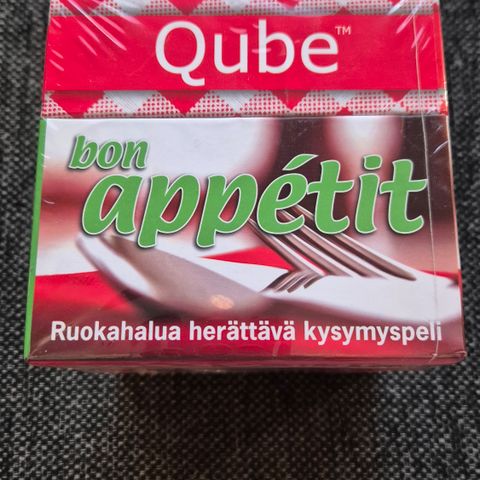 Qube™
bon
appétit
Ruokahalua herättävä kysymyspeli